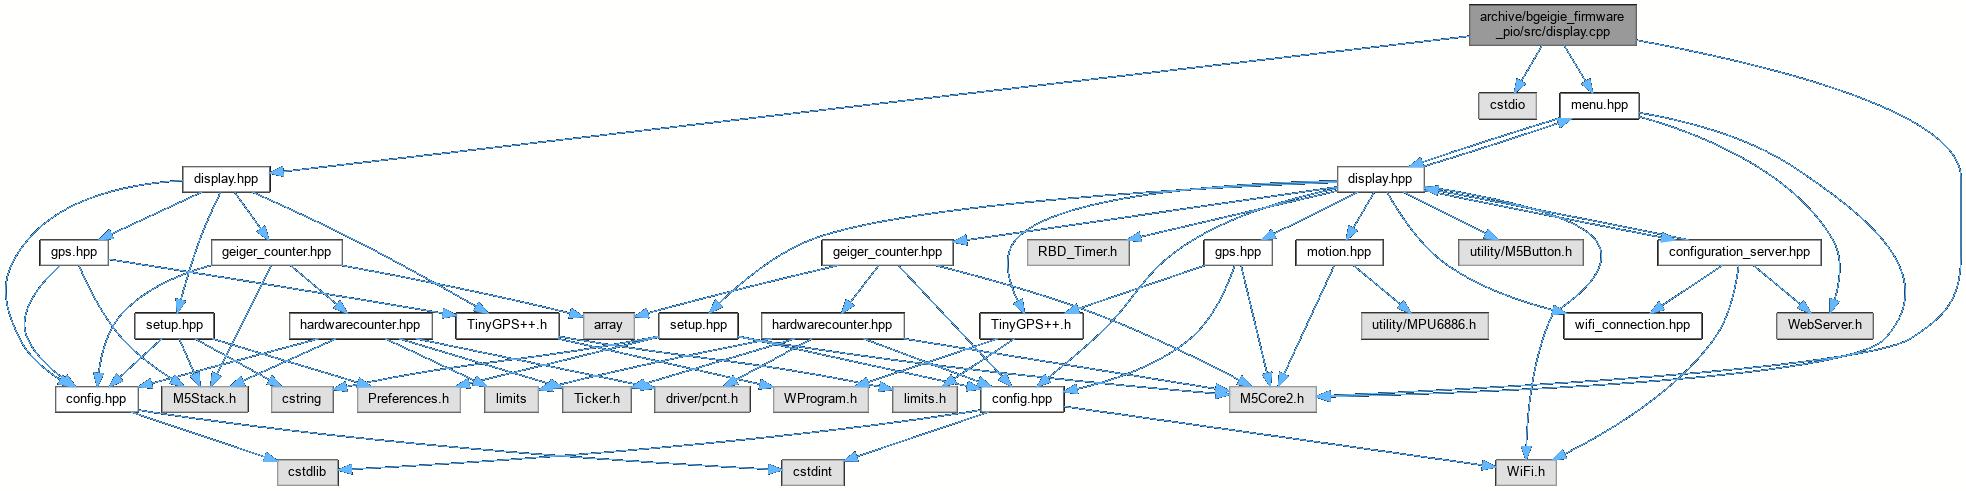 archive/bgeigie_firmware
_pio/src/display.cpp
cstdio
menu.hpp
display.hpp
display.hpp
gps.hpp
geiger_counter.hpp
geiger_counter.hpp
RBD_Timer.h
gps.hpp
motion.hpp
utility/M5Button.h
configuration_server.hpp
setup.hpp
hardwarecounter.hpp
TinyGPS++.h
array
setup.hpp
hardwarecounter.hpp
TinyGPS++.h
utility/MPU6886.h
wifi_connection.hpp
WebServer.h
config.hpp
M5Stack.h
cstring
Preferences.h
limits
Ticker.h
driver/pcnt.h
WProgram.h
limits.h
config.hpp
M5Core2.h
cstdlib
cstdint
WiFi.h